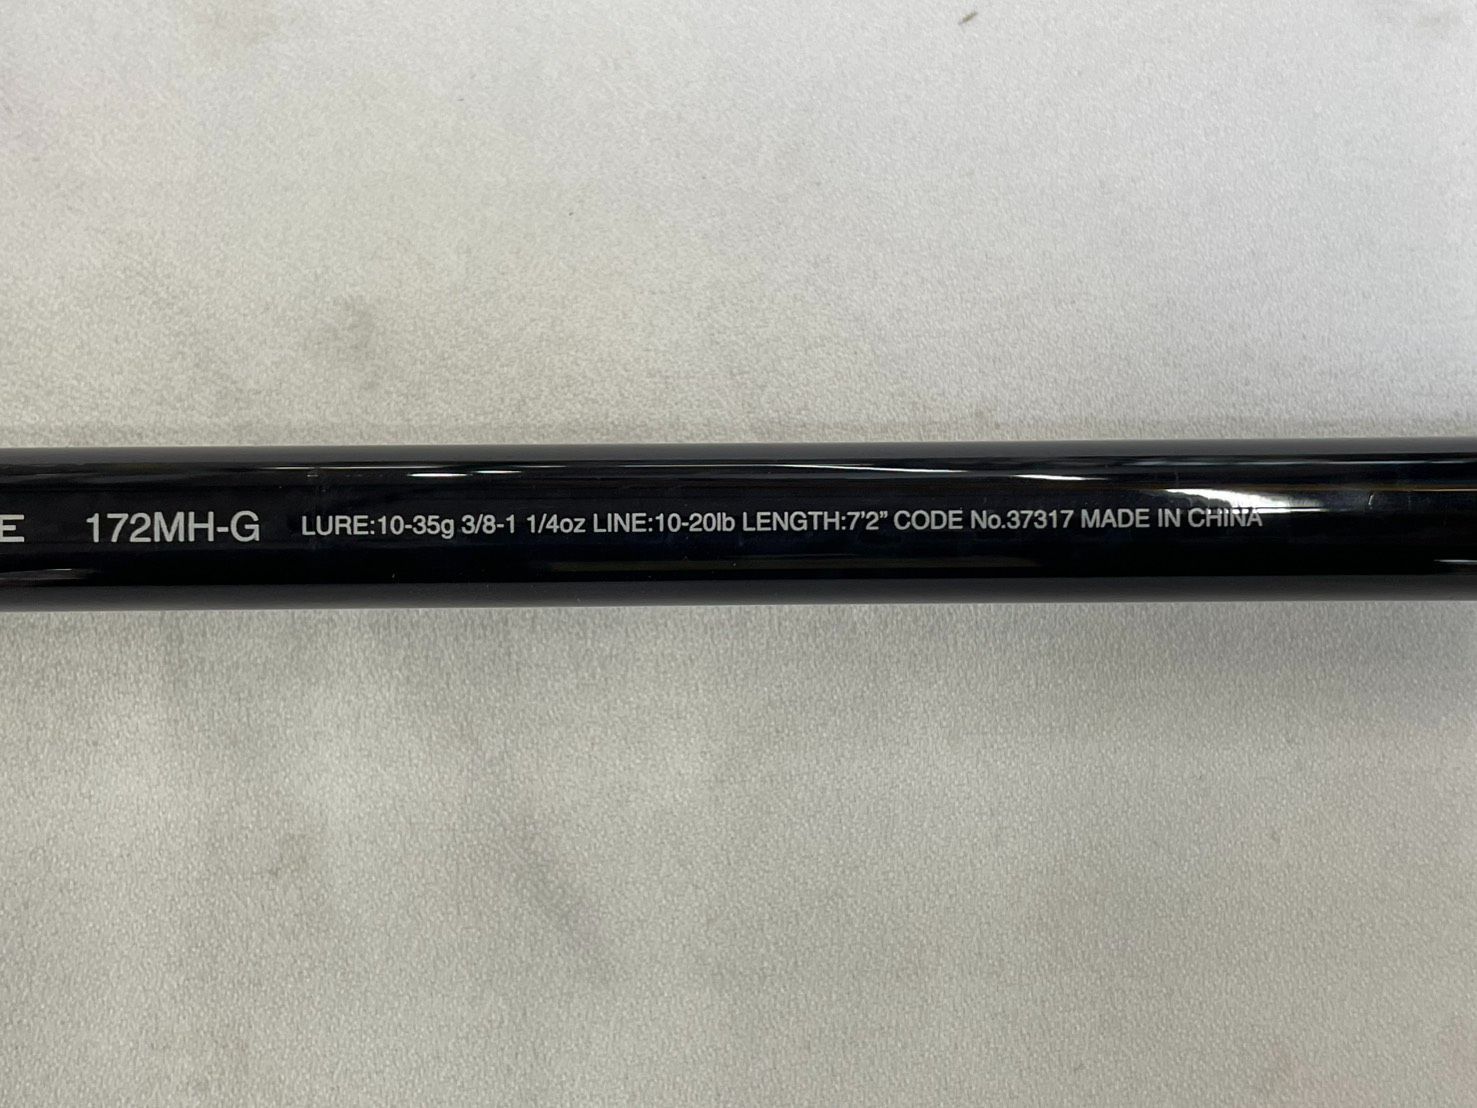 E 172MH-G LURE:10-35g 3/8-1 1/4oz LINE:10-20lb LENGTH:7'2” CODE No.37317 MADE IN CHINA